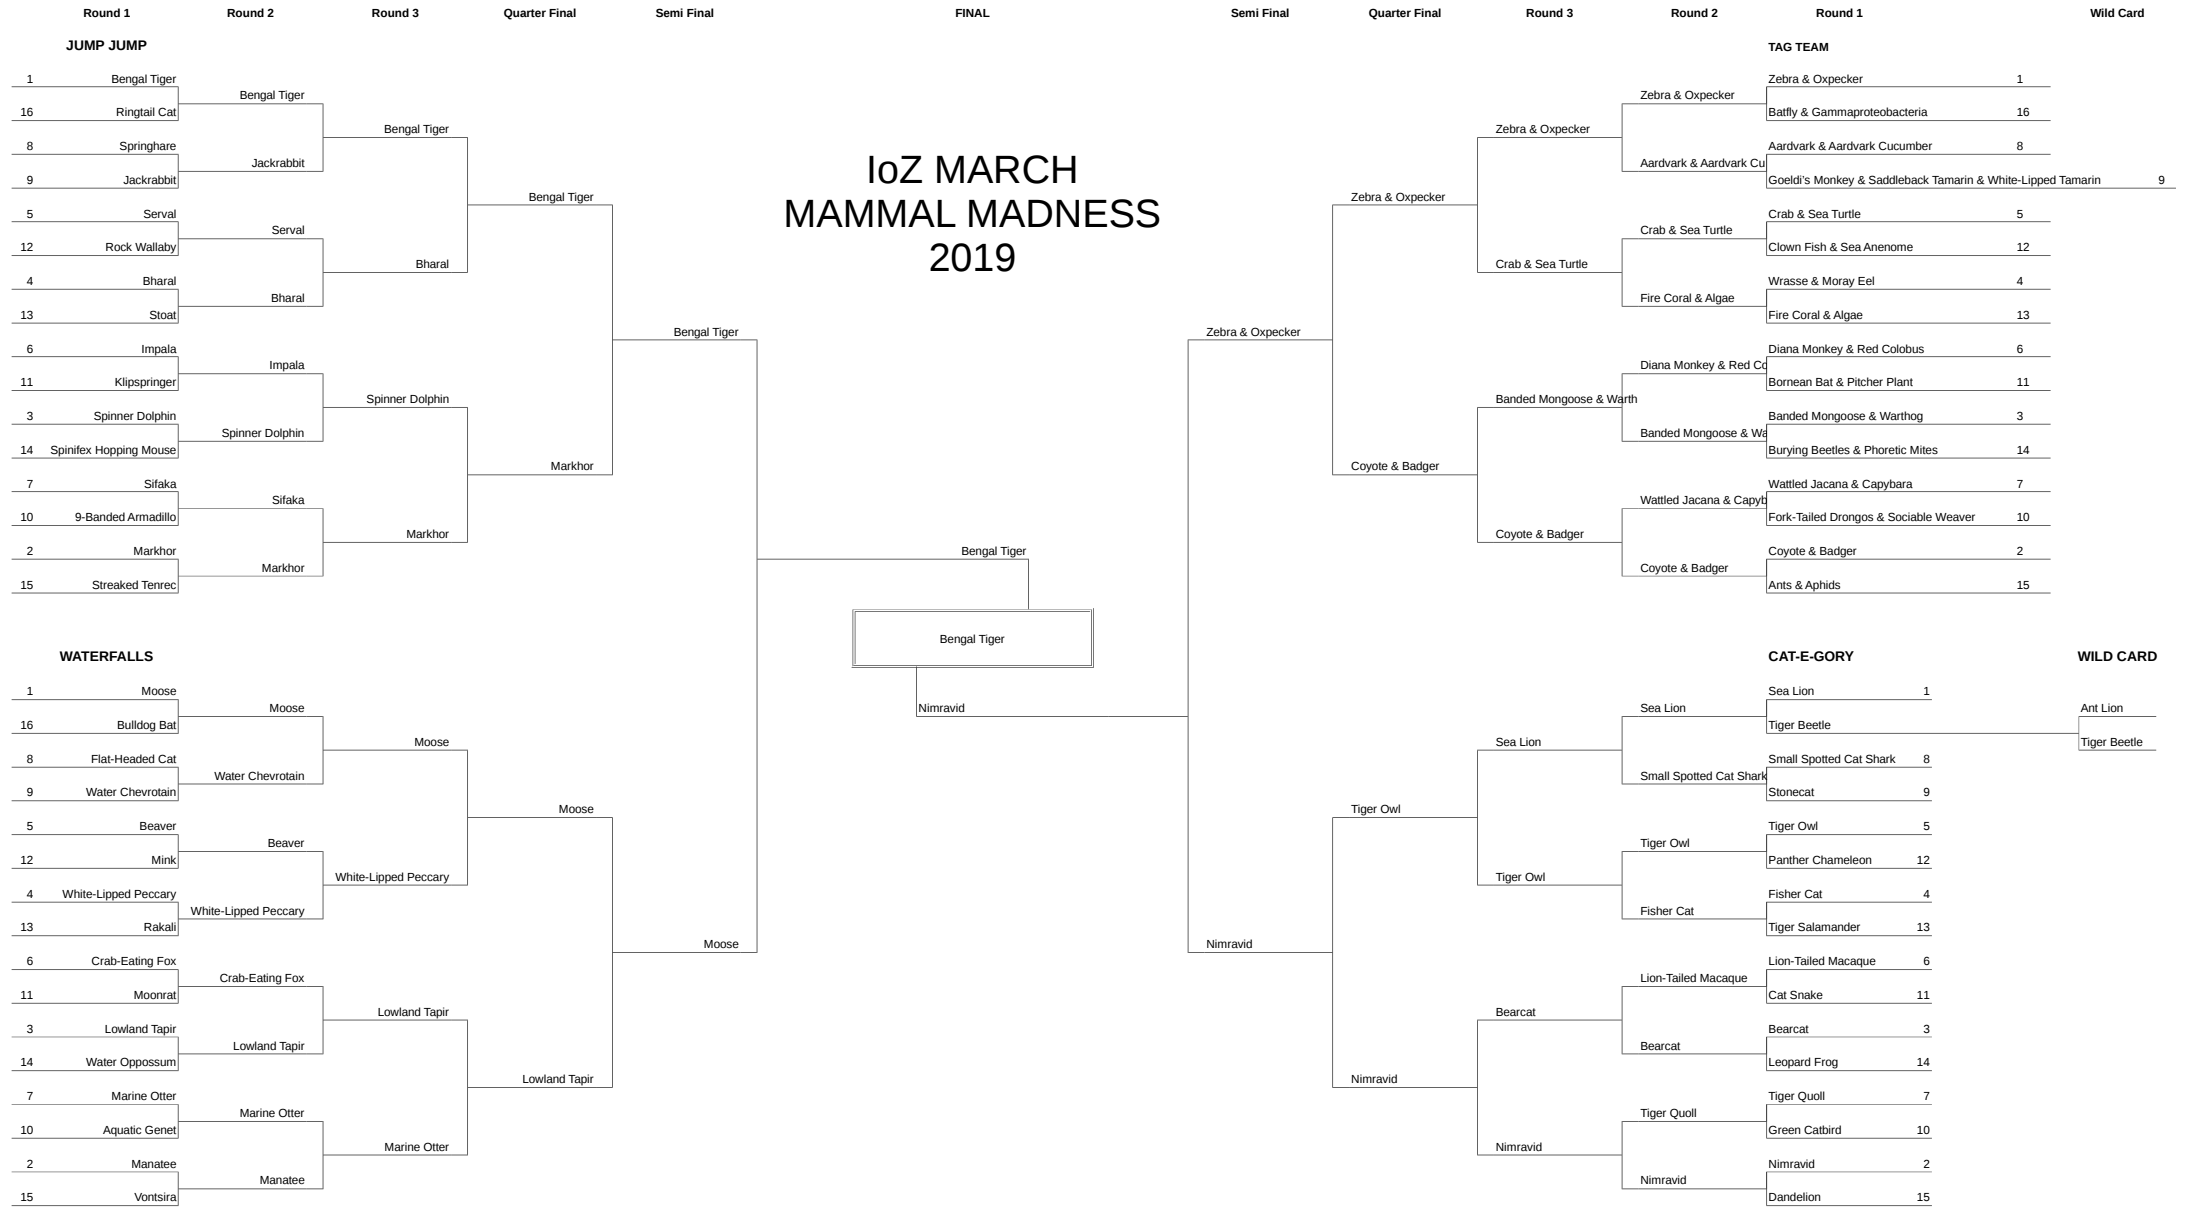 Round 1 Round 2 Round 3 Quarter Final Semi Final FINAL Semi Final Quarter Final Round 3 Round 2 Round 1 Wild Card
JUMP JUMP
1 Bengal Tiger
16 Ringtail Cat
8 Springhare
9 Jackrabbit
5 Serval
12 Rock Wallaby
4 Bharal
13 Stoat
6 Impala
11 Klipspringer
3 Spinner Dolphin
14 Spinifex Hopping Mouse
7 Sifaka
10 9-Banded Armadillo
2 Markhor
15 Streaked Tenrec
Bengal Tiger
Jackrabbit
Serval
Bharal
Impala
Spinner Dolphin
Sifaka
Markhor
Bengal Tiger
Bharal
Spinner Dolphin
Markhor
Bengal Tiger
Markhor
Bengal Tiger
WATERFALLS
1 Moose
16 Bulldog Bat
8 Flat-Headed Cat
9 Water Chevrotain
5 Beaver
12 Mink
4 White-Lipped Peccary
13 Rakali
6 Crab-Eating Fox
11 Moonrat
3 Lowland Tapir
14 Water Oppossum
7 Marine Otter
10 Aquatic Genet
2 Manatee
15 Vontsira
Moose
Water Chevrotain
Beaver
White-Lipped Peccary
Crab-Eating Fox
Lowland Tapir
Marine Otter
Manatee
Moose
White-Lipped Peccary
Lowland Tapir
Marine Otter
Moose
Lowland Tapir
Moose
IoZ MARCH
MAMMAL MADNESS
2019
Bengal Tiger
Bengal Tiger
Nimravid
Zebra & Oxpecker
Zebra & Oxpecker
Coyote & Badger
Zebra & Oxpecker
Crab & Sea Turtle
Banded Mongoose & Warth
Coyote & Badger
Zebra & Oxpecker
Aardvark & Aardvark Cu
Crab & Sea Turtle
Fire Coral & Algae
Diana Monkey & Red Co
Banded Mongoose & Wa
Wattled Jacana & Capyb
Coyote & Badger
TAG TEAM
Zebra & Oxpecker 1
Batfly & Gammaproteobacteria 16
Aardvark & Aardvark Cucumber 8
Goeldi's Monkey & Saddleback Tamarin & White-Lipped Tamarin 9
Crab & Sea Turtle 5
Clown Fish & Sea Anenome 12
Wrasse & Moray Eel 4
Fire Coral & Algae 13
Diana Monkey & Red Colobus 6
Bornean Bat & Pitcher Plant 11
Banded Mongoose & Warthog 3
Burying Beetles & Phoretic Mites 14
Wattled Jacana & Capybara 7
Fork-Tailed Drongos & Sociable Weaver 10
Coyote & Badger 2
Ants & Aphids 15
Nimravid
Tiger Owl
Nimravid
Sea Lion
Tiger Owl
Bearcat
Nimravid
Sea Lion
Small Spotted Cat Shark
Tiger Owl
Fisher Cat
Lion-Tailed Macaque
Bearcat
Tiger Quoll
Nimravid
CAT-E-GORY
Sea Lion 1
Tiger Beetle
Small Spotted Cat Shark 8
Stonecat 9
Tiger Owl 5
Panther Chameleon 12
Fisher Cat 4
Tiger Salamander 13
Lion-Tailed Macaque 6
Cat Snake 11
Bearcat 3
Leopard Frog 14
Tiger Quoll 7
Green Catbird 10
Nimravid 2
Dandelion 15
WILD CARD
Ant Lion
Tiger Beetle